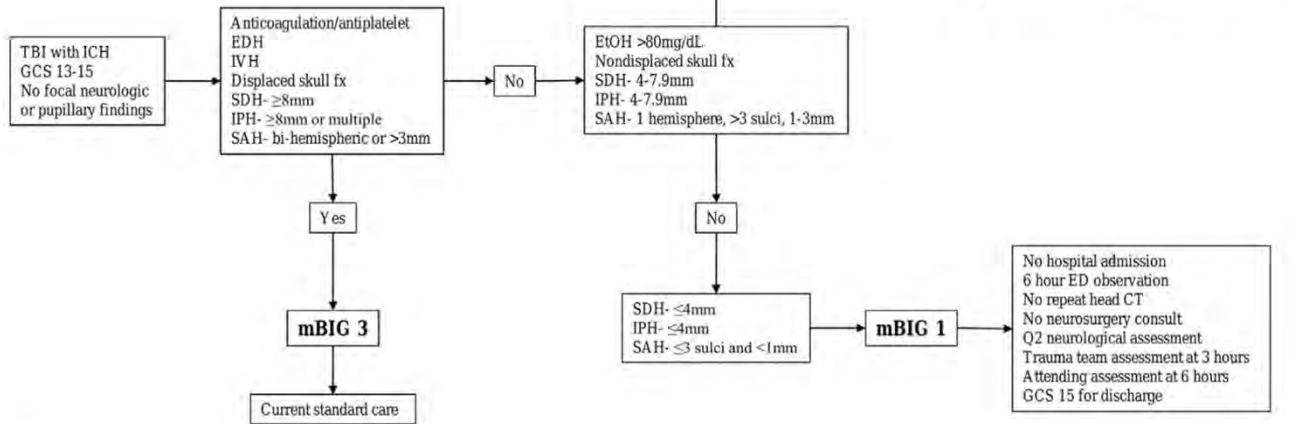 TBI with ICH
GCS 13-15
No focal neurologic
or pupillary findings
Anticoagulation/antiplatelet
EDH
IVH
Displaced skull fx
SDH- ≥8mm
IPH- ≥8mm or multiple
SAH- bi-hemispheric or >3mm
No
EtOH >80mg/dL
Nondisplaced skull fx
SDH- 4-7.9mm
IPH- 4-7.9mm
SAH- 1 hemisphere, >3 sulci, 1-3mm
Yes
No
mBIG 3
Current standard care
SDH- ≤4mm
IPH- ≤4mm
SAH- ≤3 sulci and <1mm
mBIG 1
No hospital admission
6 hour ED observation
No repeat head CT
No neurosurgery consult
Q2 neurological assessment
Trauma team assessment at 3 hours
Attending assessment at 6 hours
GCS 15 for discharge